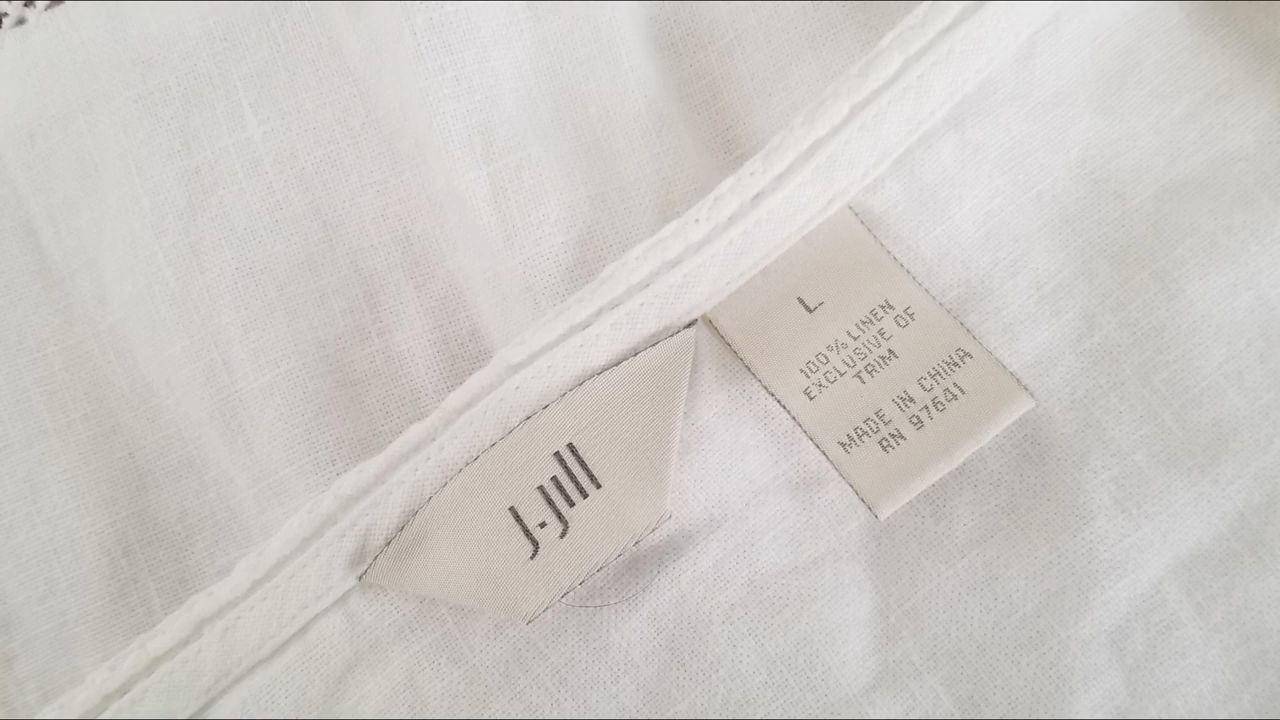 J.Jill
L
100% LINEN
EXCLUSIVE OF
TRIM
MADE IN CHINA
RN 97641